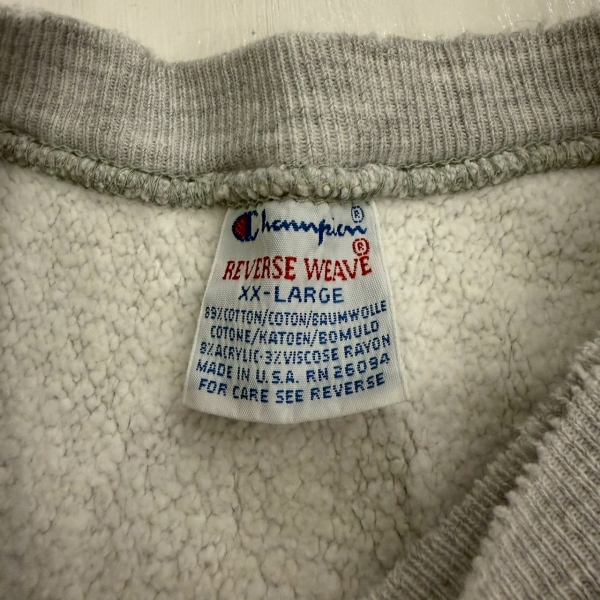 Champion®
REVERSE WEAVE®
XX-LARGE
89%COTTON/COTON/BAUMWOLLE
COTONE/KATOEN/BOMULD
8%ACRYLIC·3%VISCOSE RAYON
MADE IN U.S.A. RN 26094
FOR CARE SEE REVERSE